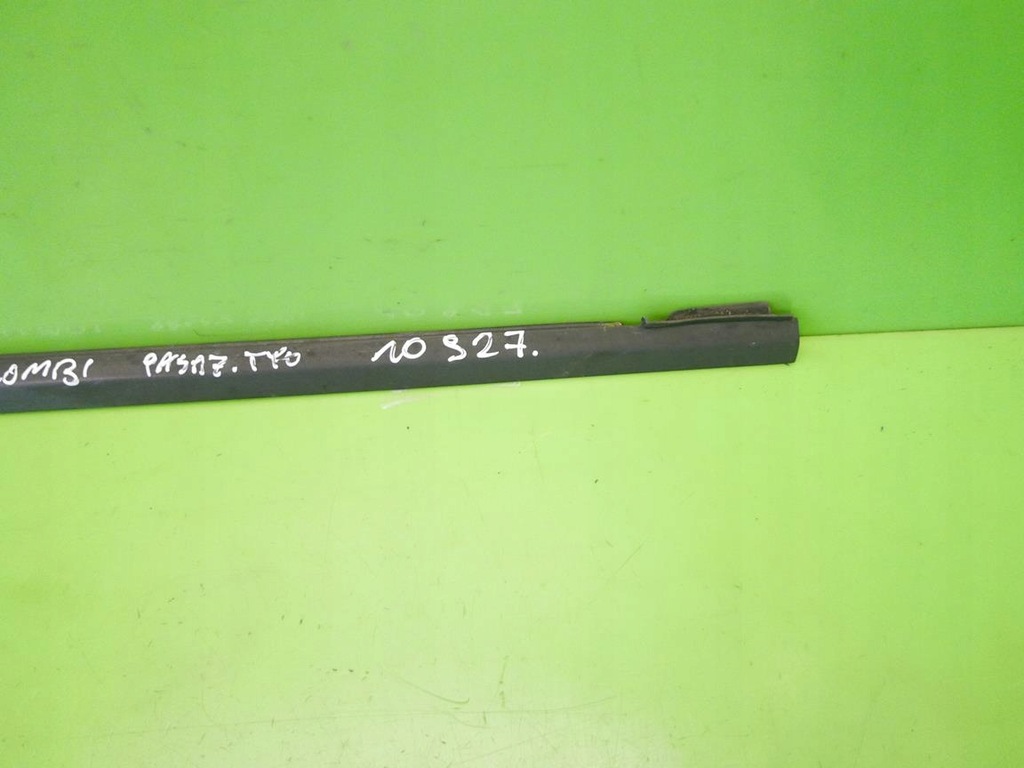 OMBI PASAŻ. TYŁ 10 927.